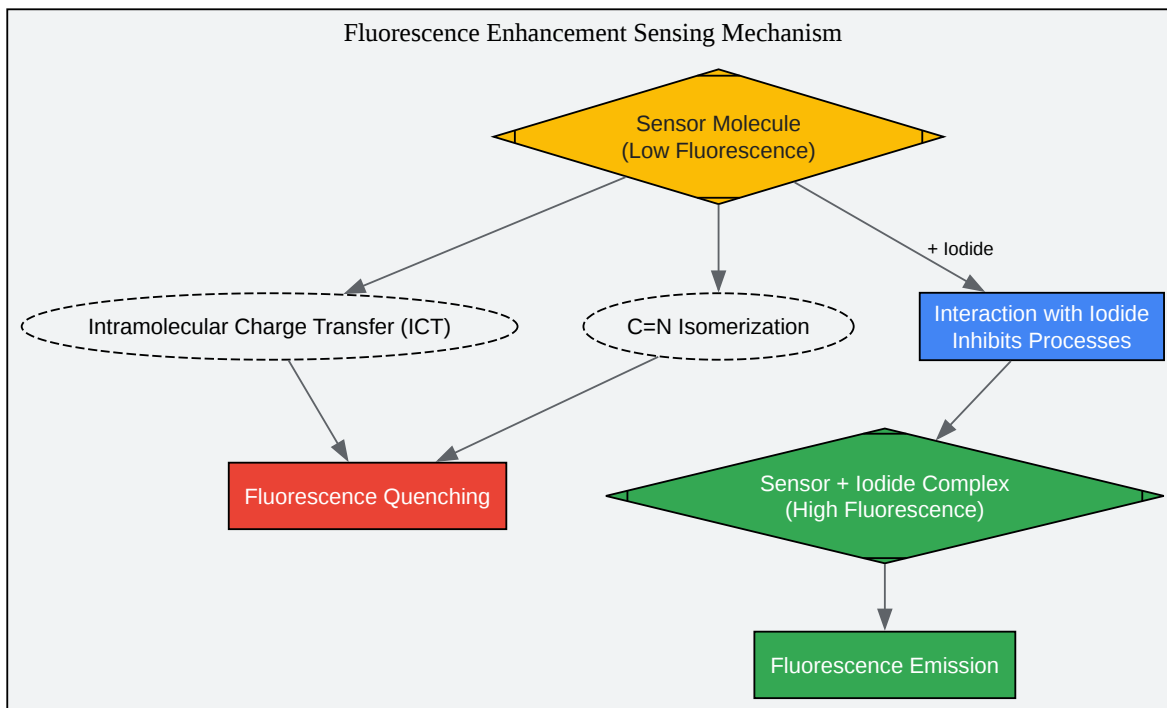 Fluorescence Enhancement Sensing Mechanism
Sensor Molecule
(Low Fluorescence)
+ Iodide
Intramolecular Charge Transfer (ICT)
C=N Isomerization
Interaction with Iodide
Inhibits Processes
Fluorescence Quenching
Sensor + Iodide Complex
(High Fluorescence)
Fluorescence Emission